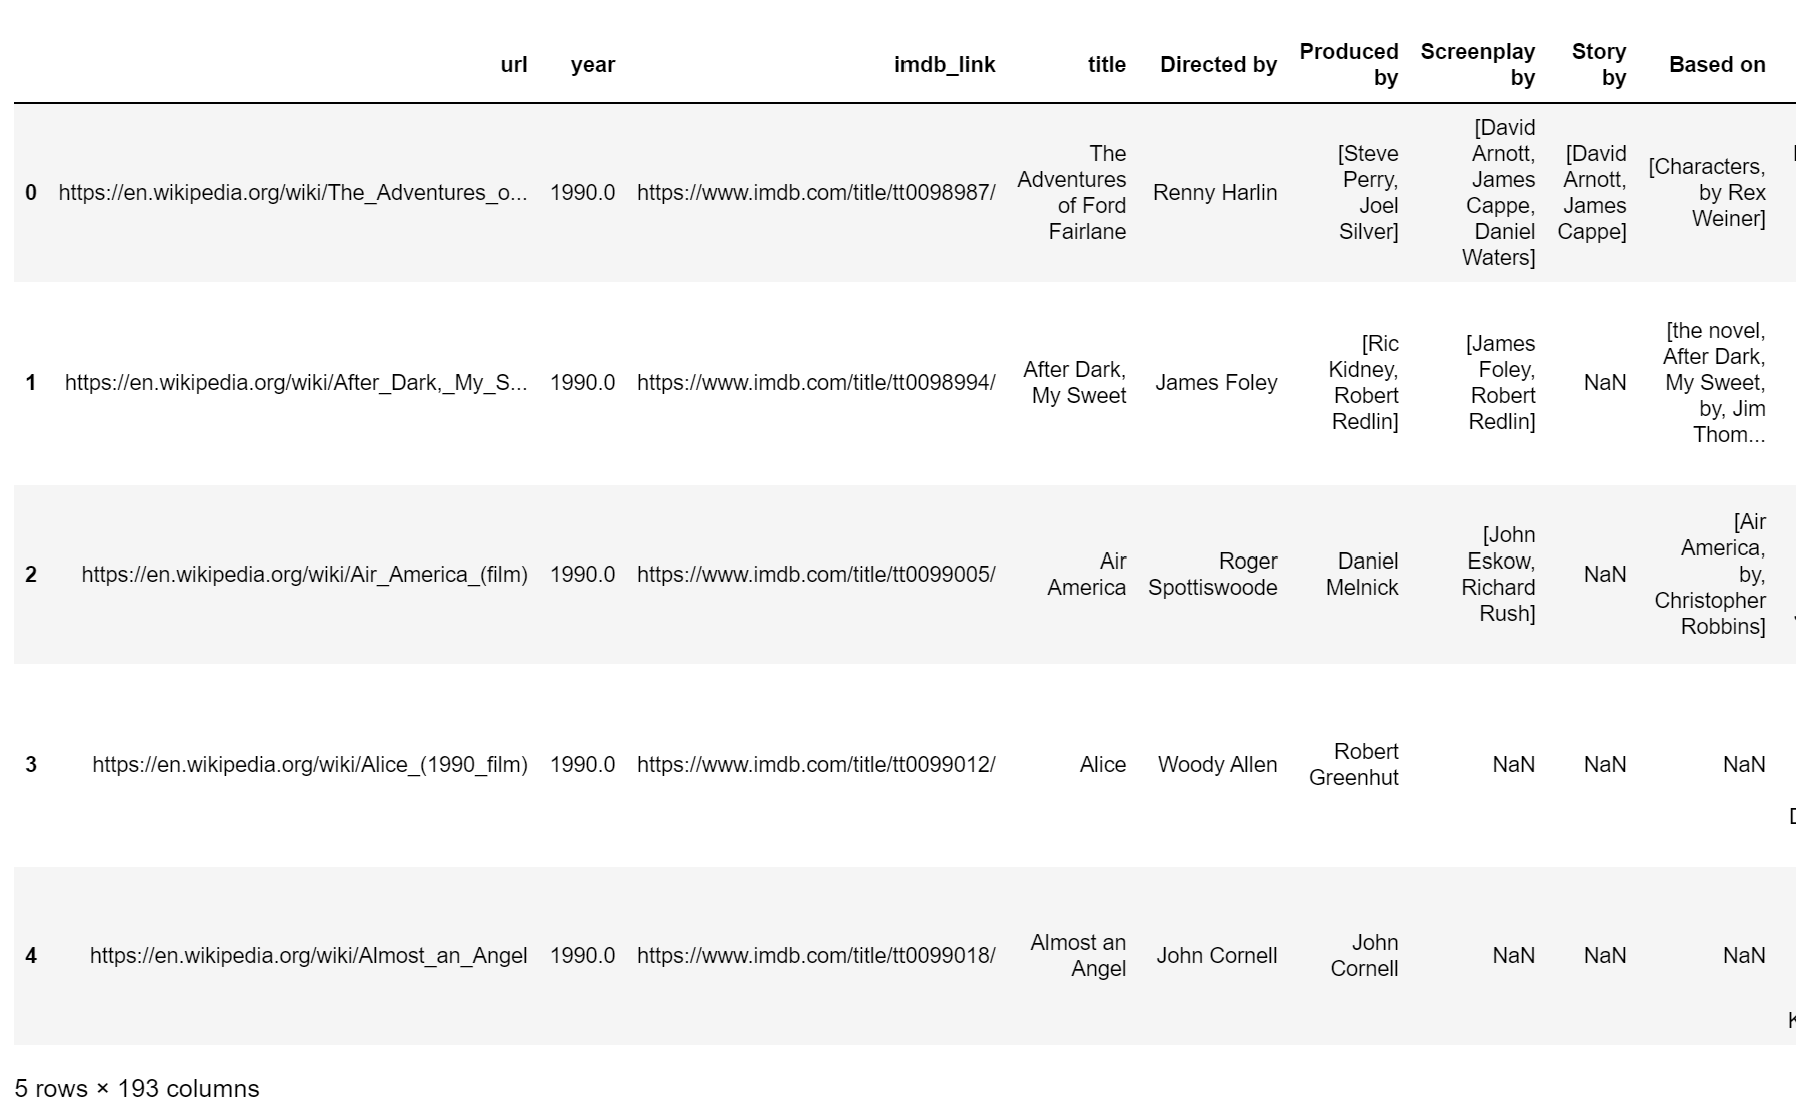 url year imdb_link title Directed by Produced by Screenplay by Story by Based on
0 https://en.wikipedia.org/wiki/The_Adventures_o... 1990.0 https://www.imdb.com/title/tt0098987/ The Adventures of Ford Fairlane Renny Harlin [Steve Perry, Joel Silver] [David Arnott, James Cappe, Daniel Waters] [David Arnott, James Cappe] [Characters, by Rex Weiner]
1 https://en.wikipedia.org/wiki/After_Dark,_My_S... 1990.0 https://www.imdb.com/title/tt0098994/ After Dark, My Sweet James Foley [Ric Kidney, Robert Redlin] [James Foley, Robert Redlin] NaN [the novel, After Dark, My Sweet, by, Jim Thom...
2 https://en.wikipedia.org/wiki/Air_America_(film) 1990.0 https://www.imdb.com/title/tt0099005/ Air America Roger Spottiswoode Daniel Melnick [John Eskow, Richard Rush] NaN [Air America, by, Christopher Robbins]
3 https://en.wikipedia.org/wiki/Alice_(1990_film) 1990.0 https://www.imdb.com/title/tt0099012/ Alice Woody Allen Robert Greenhut NaN NaN NaN
4 https://en.wikipedia.org/wiki/Almost_an_Angel 1990.0 https://www.imdb.com/title/tt0099018/ Almost an Angel John Cornell John Cornell NaN NaN NaN
5 rows × 193 columns